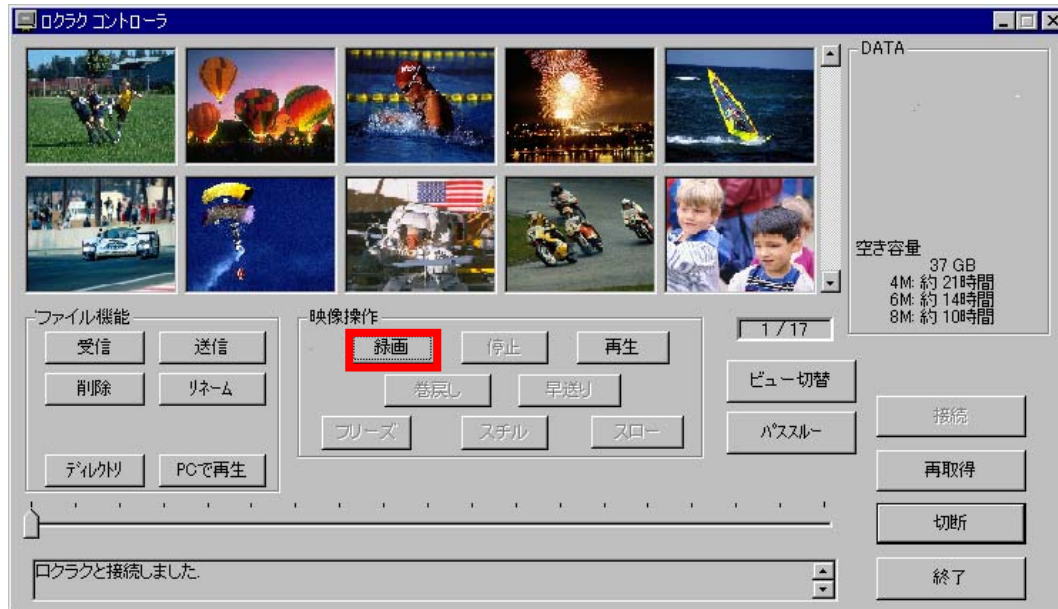 ロクラク コントローラ
DATA
空き容量
37 GB
4M: 約 21時間
6M: 約 14時間
8M: 約 10時間
ファイル機能
受信
送信
削除
リネーム
ディレクトリ
PCで再生
映像操作
録画
停止
再生
巻戻し
早送り
フリーズ
スチル
スロー
1 / 17
ビュー切替
パススルー
接続
再取得
切断
終了
ロクラクと接続しました.